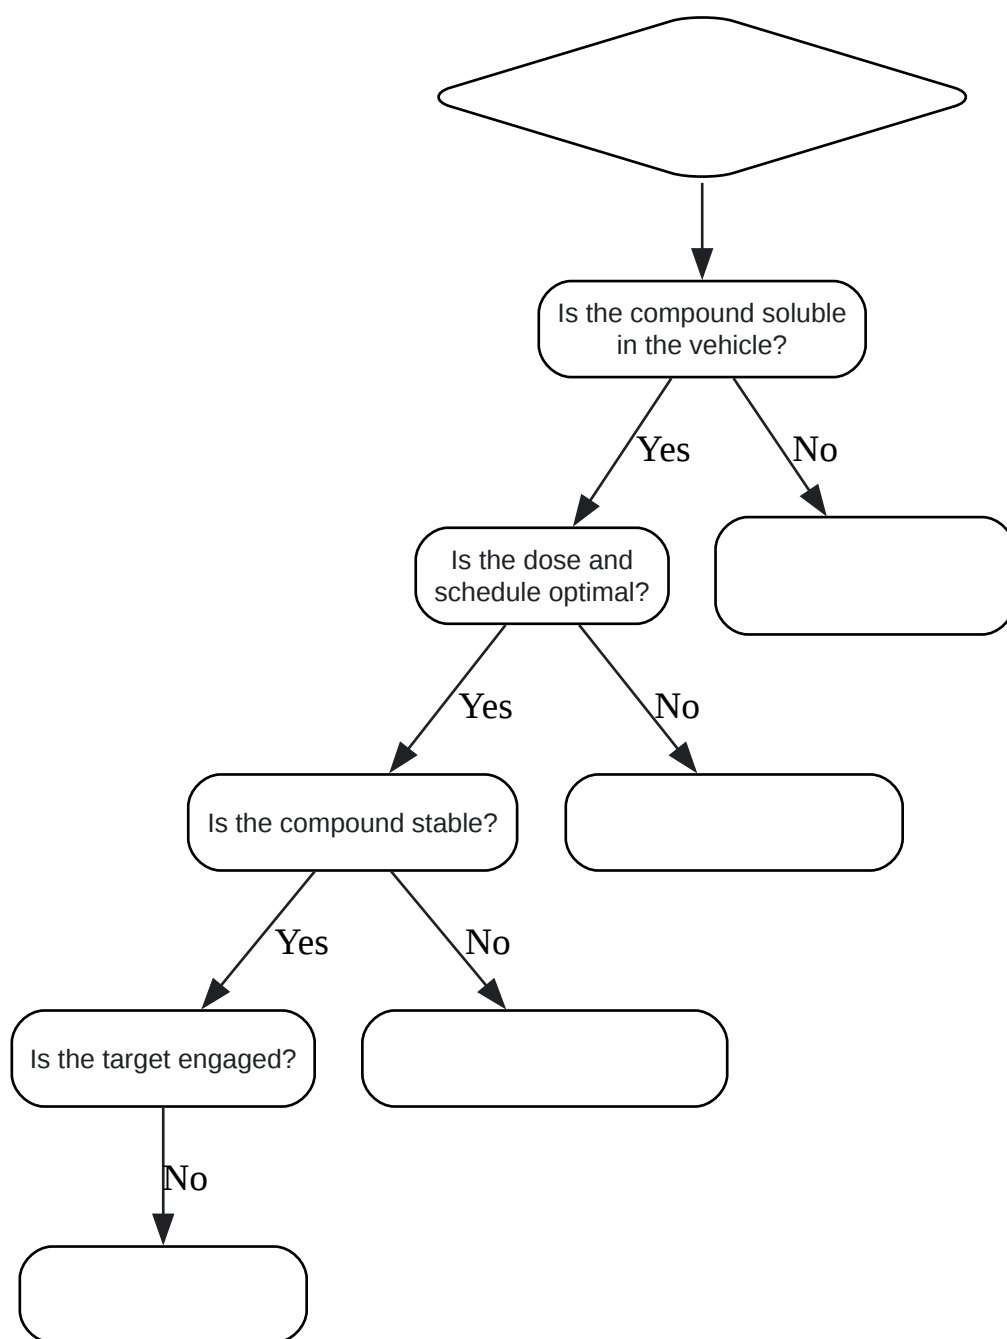 Is the compound soluble
in the vehicle?
Yes
No
Is the dose and
schedule optimal?
Yes
No
Is the compound stable?
Yes
No
Is the target engaged?
No